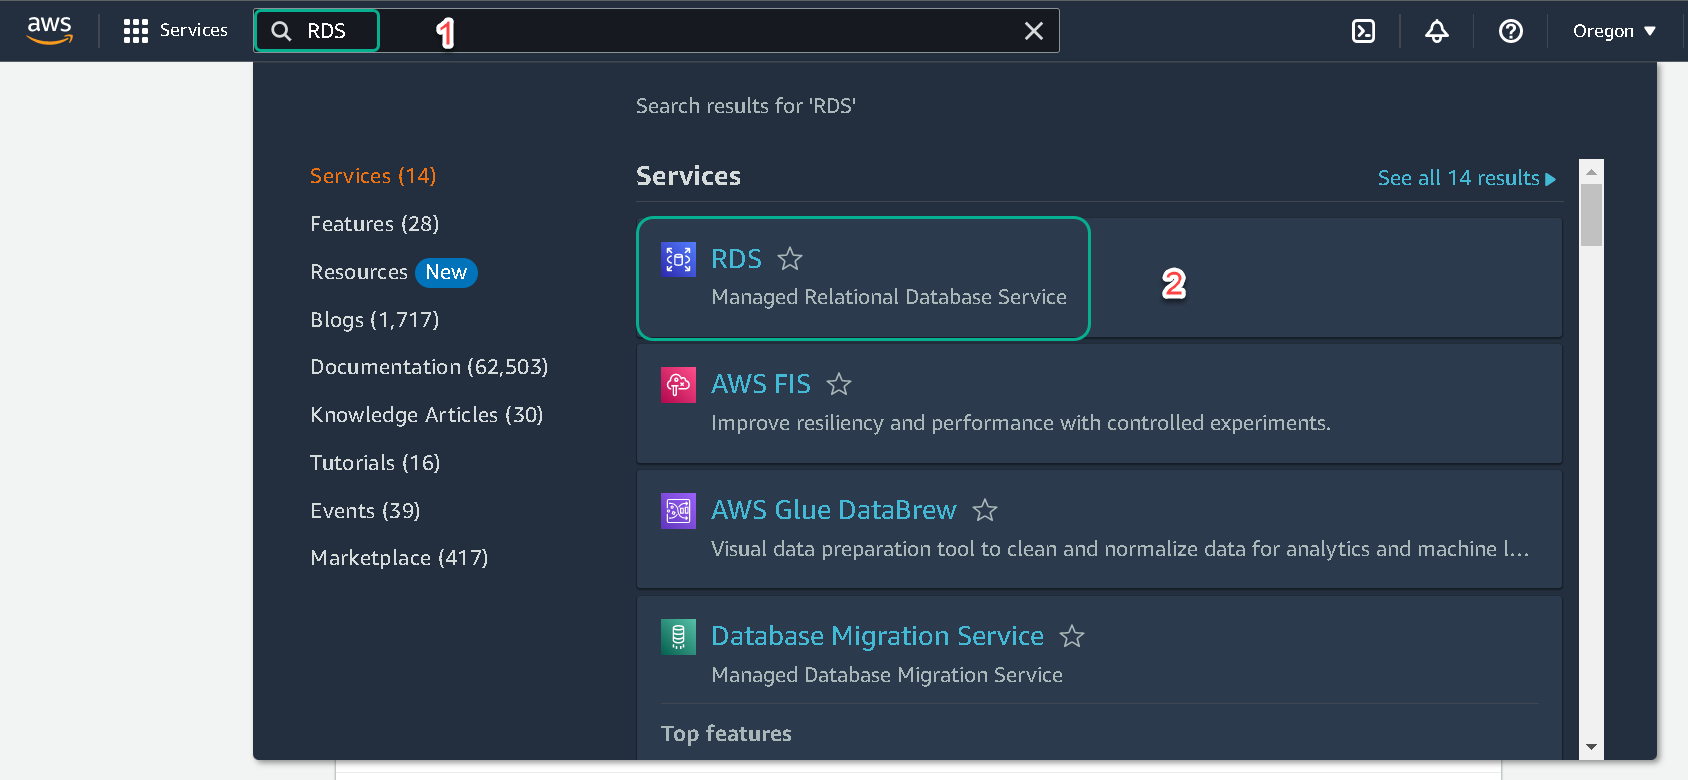 aws
Services
RDS
1
Oregon
Search results for 'RDS'
Services (14)
Features (28)
Resources New
Blogs (1,717)
Documentation (62,503)
Knowledge Articles (30)
Tutorials (16)
Events (39)
Marketplace (417)
Services
See all 14 results
RDS
Managed Relational Database Service
2
AWS FIS
Improve resiliency and performance with controlled experiments.
AWS Glue DataBrew
Visual data preparation tool to clean and normalize data for analytics and machine l...
Database Migration Service
Managed Database Migration Service
Top features